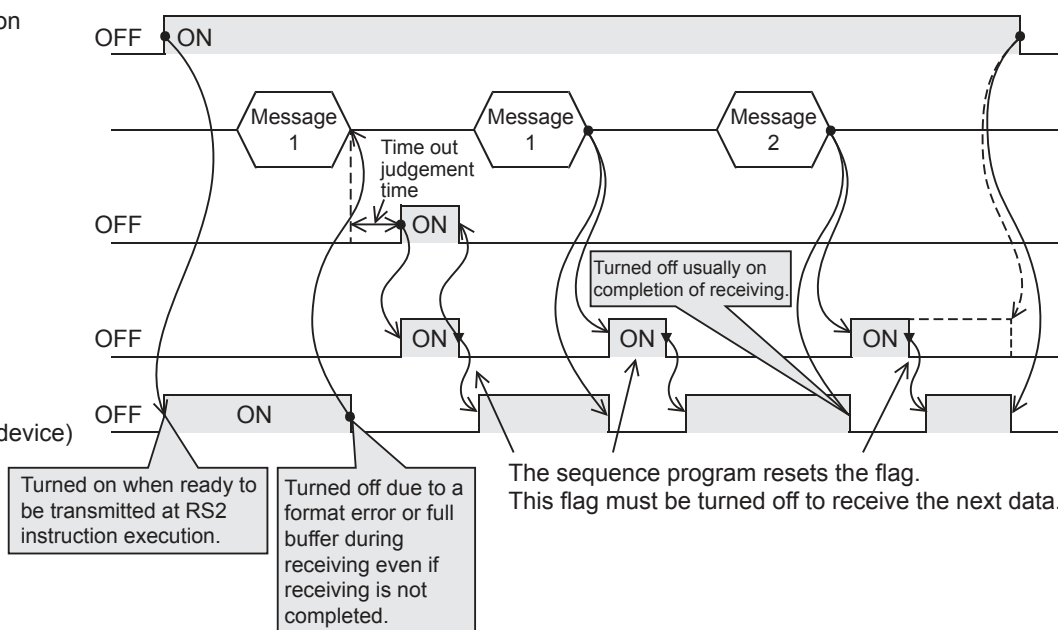 on
OFF
ON
Message
1
Message
1
Message
2
Time out
judgement
time
OFF
ON
Turned off usually on
completion of receiving.
OFF
ON
ON
ON
OFF
ON
device)
Turned on when ready to
be transmitted at RS2
instruction execution.
Turned off due to a
format error or full
buffer during
receiving even if
receiving is not
completed.
The sequence program resets the flag.
This flag must be turned off to receive the next data.